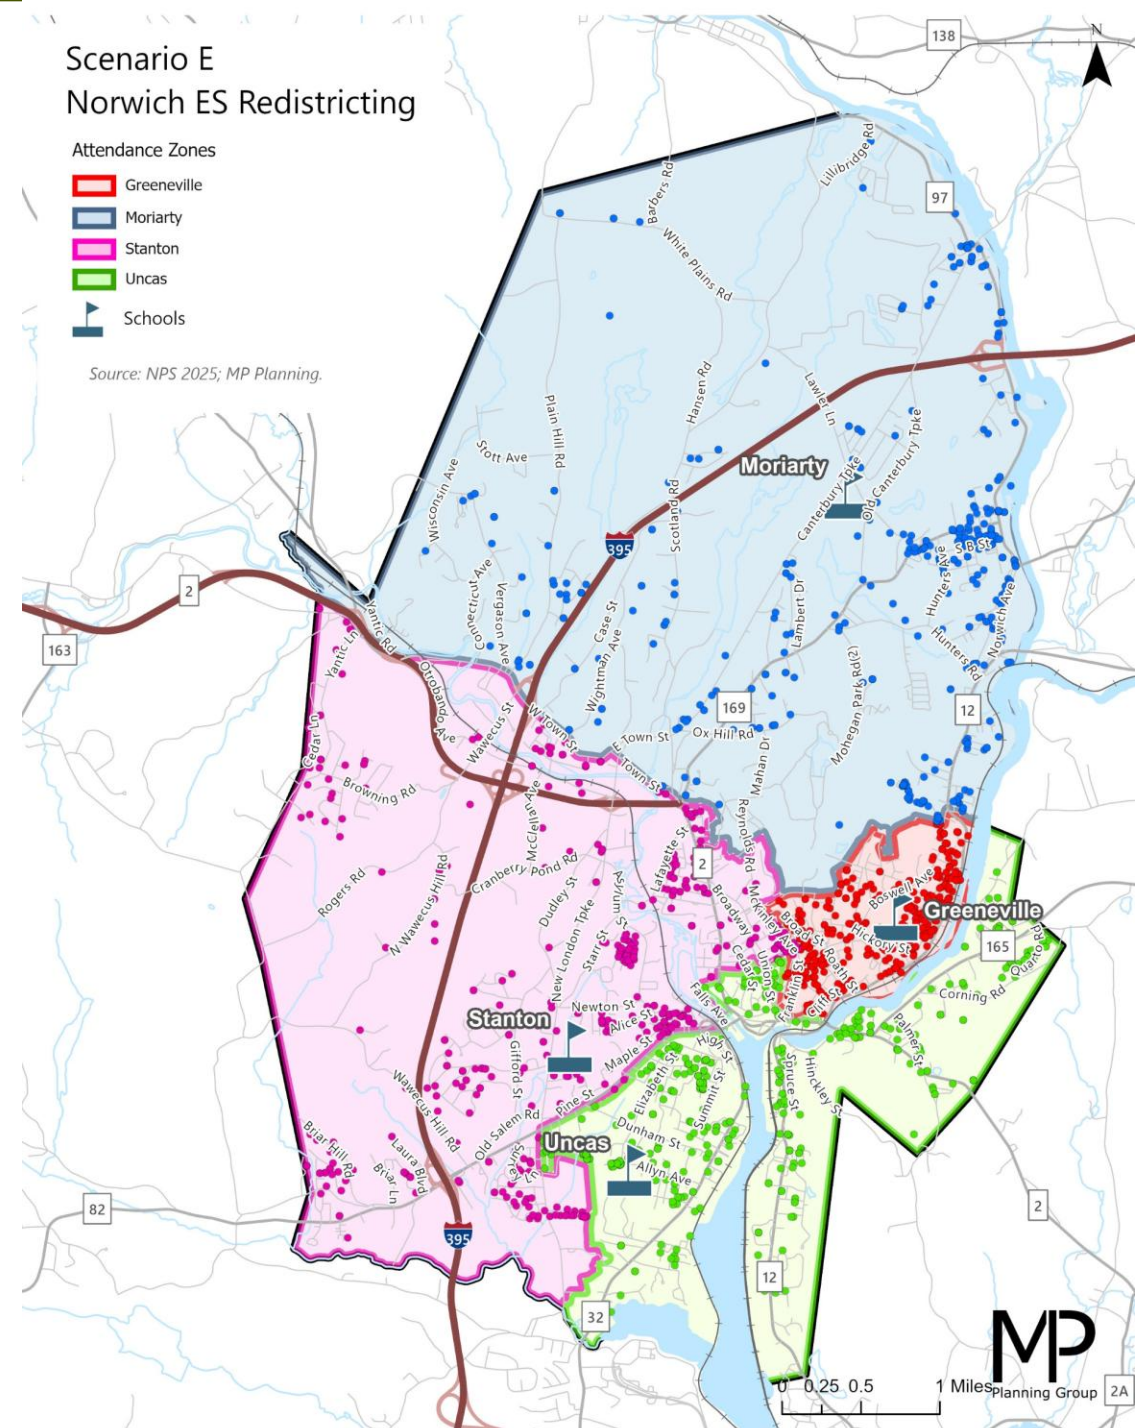 Scenario E
Norwich ES Redistricting
Attendance Zones
Greeneville
Moriarty
Stanton
Uncas
Schools
Source: NPS 2025; MP Planning.
N
138
97
Lillibridge Rd
Barbers Rd
White Plains Rd
Hansen Rd
Lawler Ln
Plain Hill Rd
Stott Ave
Wisconsin Ave
Moriarty
Canterbury Tpke
Old Canterbury Tpke
Scotland Rd
395
S B St
Hunters Ave
Norwich Ave
Hunters Rd
Connecticut Ave
Vergason Ave
Case St
Wightman Ave
Lambert Dr
Mohegan Park Rd(2)
2
163
Yantic Rd
Yantic Ln
Otrobando Ave
Wawecus St
W Town St
E Town St
Town St
169
Ox Hill Rd
Mahan Dr
12
Cedar Ln
Browning Rd
McClellan Ave
Reynolds Rd
Lafayette St
2
Cranberry Pond Rd
Rogers Rd
N Wawecus Hill Rd
Dudley St
Asylum St
New London Tpke
Starr St
Broadway
McKinley Ave
Broad St
Boswell Ave
Greeneville
Hickory St
Cedar St
Union St
Franklin St
Roath St
Cliff St
165
Quarto Rd
Corning Rd
Palmer St
Stanton
Newton St
Alice St
Falls Ave
Maple St
High St
Gifford St
Elizabeth St
Summit St
Spruce St
Hinckley St
Pine St
Wawecus Hill Rd
Old Salem Rd
Dunham St
Uncas
Allyn Ave
Surrey Ln
Briar Hill Rd
Briar Ln
Laura Blvd
82
395
2
12
32
MP
Planning Group
0 0.25 0.5 1 Miles
2A